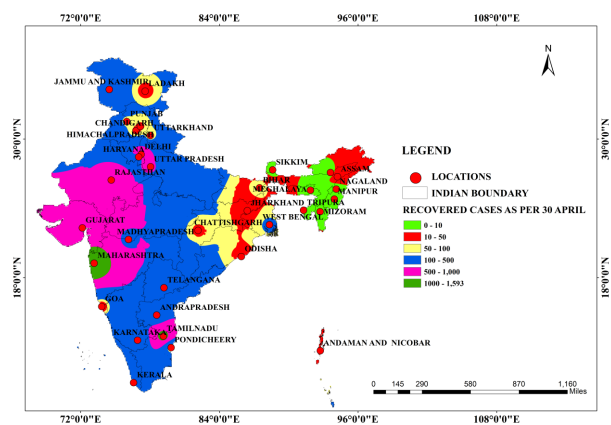 72°0'0"E 84°0'0"E 96°0'0"E 108°0'0"E
N
JAMMU AND KASHMIR
LADAKH
PUNJAB
CHANDIGARH
UTTARKHAND
HIMACHALPRADESH
HARYANA
DELHI
UTTAR PRADESH
RAJASTHAN
SIKKIM
ASSAM
BIHAR
NAGALAND
MEGHALAYA
MANIPUR
JHARKHAND
TRIPURA
MIZORAM
GUJARAT
WEST BENGAL
CHATTISHGARH
MADHYAPRADESH
ODISHA
MAHARASHTRA
TELANGANA
GOA
ANDRAPRADESH
KARNATAKA
TAMILNADU
PONDICHEERY
ANDAMAN AND NICOBAR
KERALA
30°0'0"N
18°0'0"N
30°0'0"N
18°0'0"N
LEGEND
LOCATIONS
INDIAN BOUNDARY
RECOVERED CASES AS PER 30 APRIL
0 - 10
10 - 50
50 - 100
100 - 500
500 - 1,000
1000 - 1,593
0 145 290 580 870 1,160
Miles
72°0'0"E 84°0'0"E 96°0'0"E 108°0'0"E